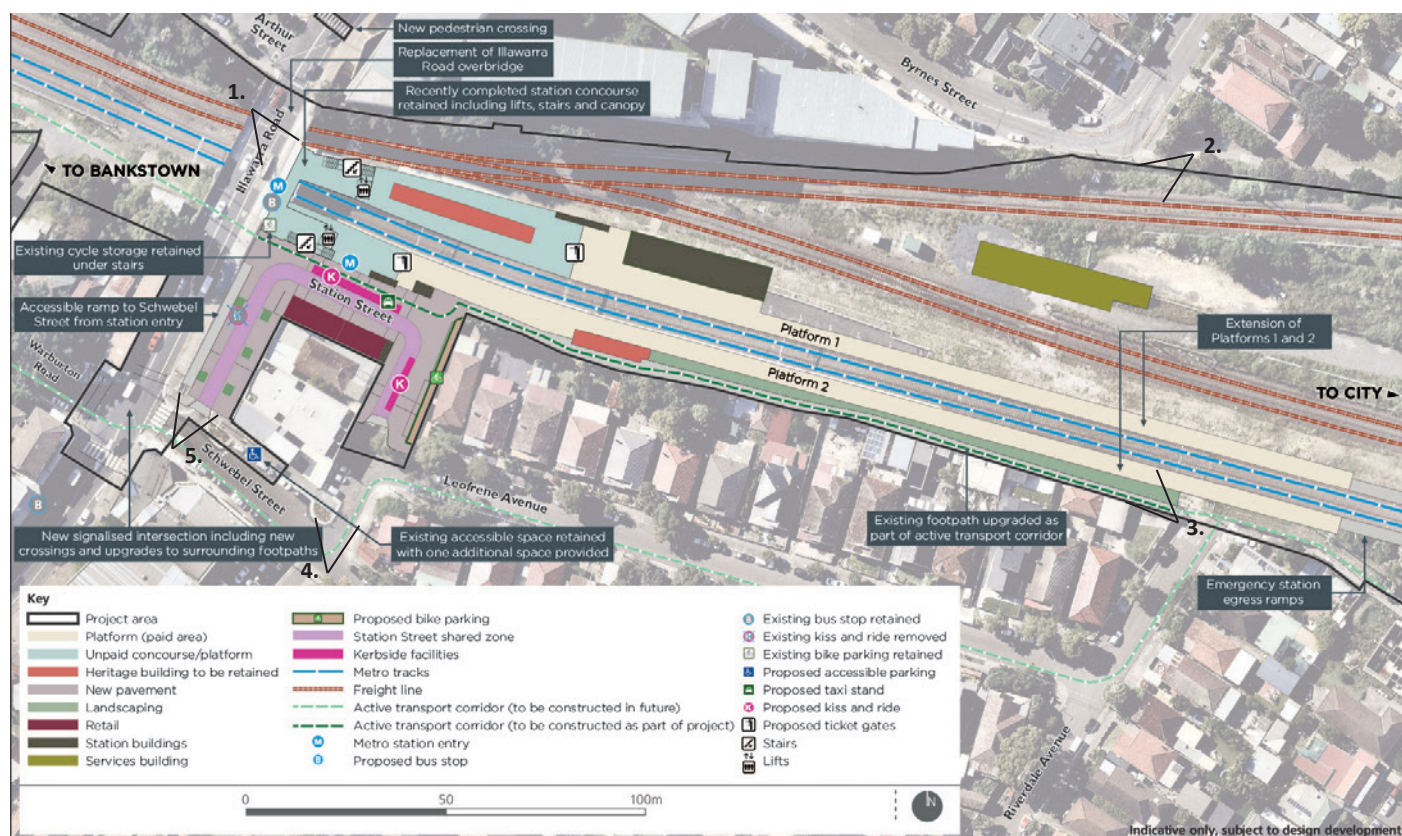 Arthur
Street
New pedestrian crossing
Replacement of Illawarra
Road overbridge
Recently completed station concourse
retained including lifts, stairs and canopy
Byrnes Street
1.
Illawarra Road
2.
TO BANKSTOWN
M
B
Existing cycle storage retained
under stairs
M
K
Station Street
Accessible ramp to Schwebel
Street from station entry
B
Platform 1
Extension of
Platforms 1 and 2
Warburton
Road
Platform 2
K
TO CITY
5.
Schwebel Street
Leofrene Avenue
B
New signalised intersection including new
crossings and upgrades to surrounding footpaths
Existing accessible space retained
with one additional space provided
4.
Existing footpath upgraded as
part of active transport corridor
3.
Emergency station
egress ramps
Riverdale Avenue
Key
Project area
Platform (paid area)
Unpaid concourse/platform
Heritage building to be retained
New pavement
Landscaping
Retail
Station buildings
Services building
Proposed bike parking
Station Street shared zone
Kerbside facilities
Metro tracks
Freight line
Active transport corridor (to be constructed in future)
Active transport corridor (to be constructed as part of project)
M Metro station entry
B Proposed bus stop
B Existing bus stop retained
Existing kiss and ride removed
Existing bike parking retained
Proposed accessible parking
Proposed taxi stand
K Proposed kiss and ride
Proposed ticket gates
Stairs
Lifts
0 50 100m
N
Indicative only, subject to design development